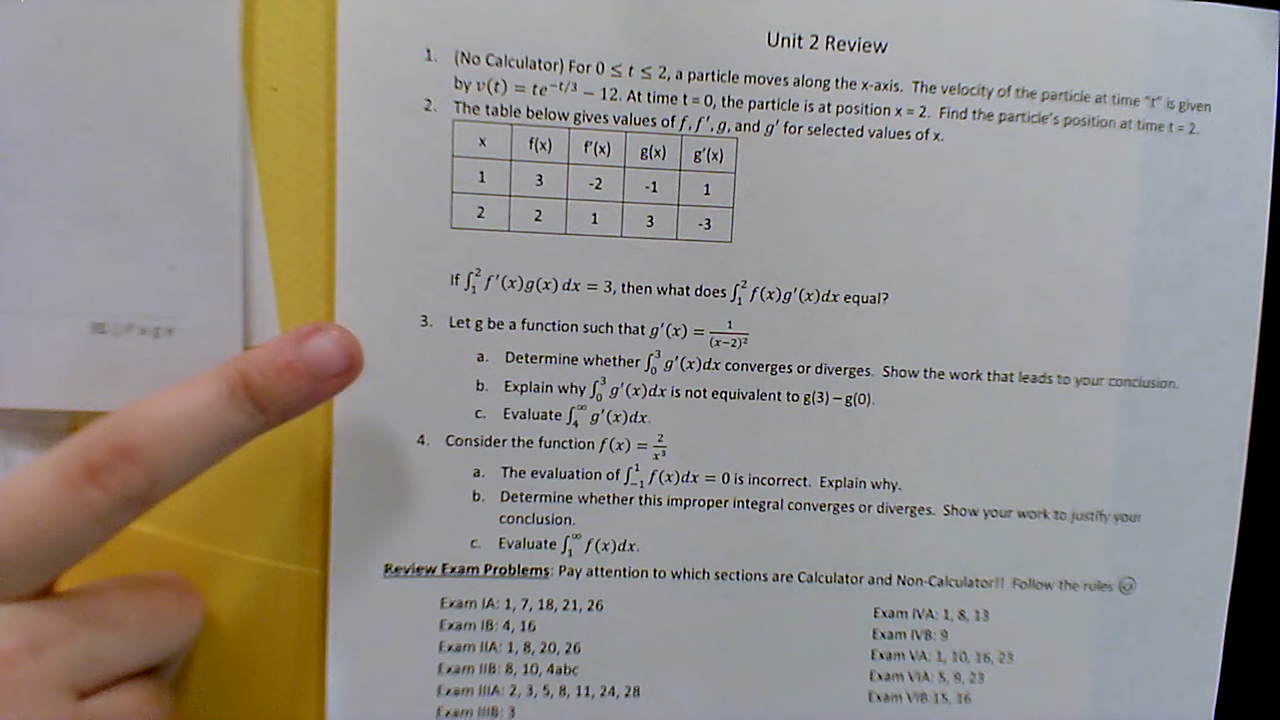 Unit 2 Review
1. (No Calculator) For 0 ≤ t ≤ 2, a particle moves along the x-axis. The velocity of the particle at time "t" is given
by v(t) = te^{-t/3} − 12. At time t = 0, the particle is at position x = 2. Find the particle's position at time t = 2.
2. The table below gives values of f, f', g, and g' for selected values of x.
x f(x) f'(x) g(x) g'(x)
1 3 -2 -1 1
2 2 1 3 -3
If ∫₁² f'(x)g(x) dx = 3, then what does ∫₁² f(x)g'(x)dx equal?
3. Let g be a function such that g'(x) = 1/(x−2)²
a. Determine whether ∫₀³ g'(x)dx converges or diverges. Show the work that leads to your conclusion.
b. Explain why ∫₀³ g'(x)dx is not equivalent to g(3) – g(0).
c. Evaluate ∫₄^∞ g'(x)dx.
4. Consider the function f(x) = 2/x³
a. The evaluation of ∫₋₁¹ f(x)dx = 0 is incorrect. Explain why.
b. Determine whether this improper integral converges or diverges. Show your work to justify your
conclusion.
c. Evaluate ∫₁^∞ f(x)dx.
Review Exam Problems: Pay attention to which sections are Calculator and Non-Calculator!! Follow the rules ☺
Exam IA: 1, 7, 18, 21, 26
Exam IB: 4, 16
Exam IIA: 1, 8, 20, 26
Exam IIB: 8, 10, 4abc
Exam IIIA: 2, 3, 5, 8, 11, 24, 28
Exam IIIB: 3
Exam IVA: 1, 8, 13
Exam IVB: 9
Exam VA: 1, 10, 16, 23
Exam VIA: 5, 9, 23
Exam VIB 15, 16
Page